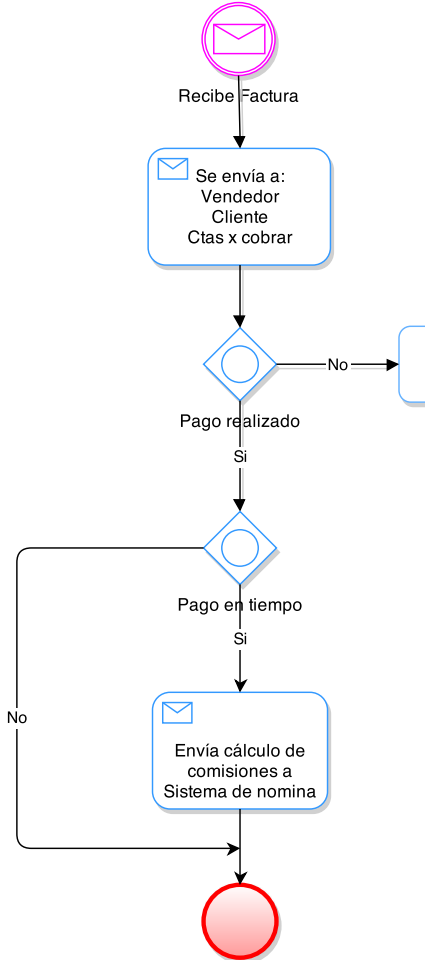 Recibe Factura
Se envía a:
Vendedor
Cliente
Ctas x cobrar
No
Pago realizado
Si
Pago en tiempo
Si
No
Envía cálculo de
comisiones a
Sistema de nomina